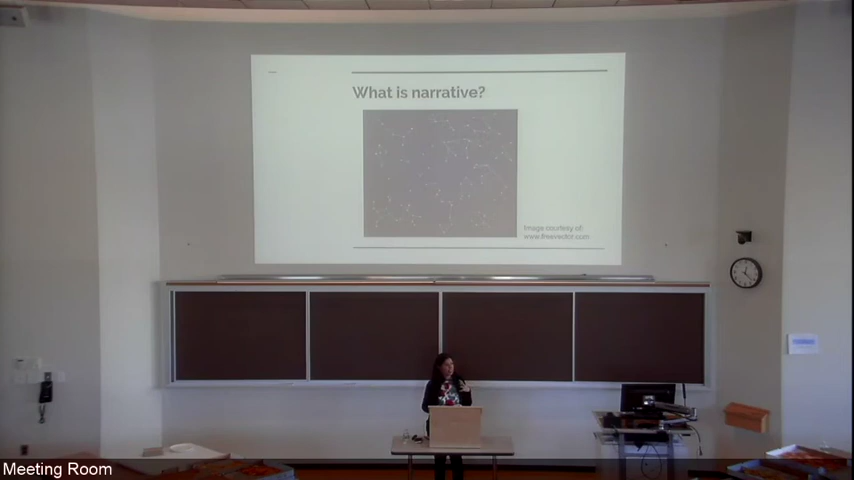 What is narrative?
Image courtesy of:
www.freevector.com
Meeting Room